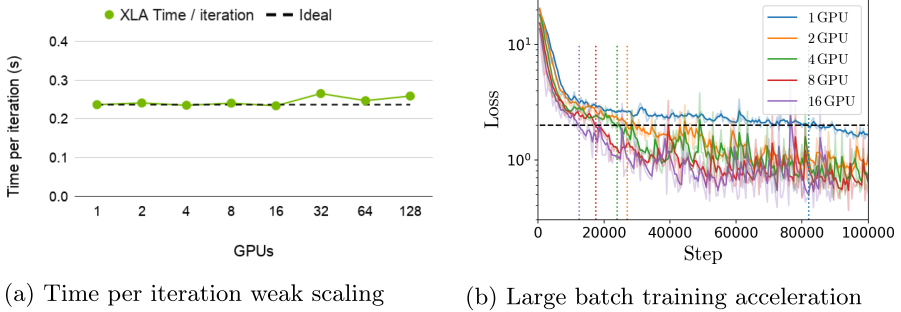 XLA Time / iteration
Ideal
Time per iteration (s)
0.4
0.3
0.2
0.1
0.0
1 2 4 8 16 32 64 128
GPUs
(a) Time per iteration weak scaling
Loss
10¹
10⁰
1 GPU
2 GPU
4 GPU
8 GPU
16 GPU
0 20000 40000 60000 80000 100000
Step
(b) Large batch training acceleration